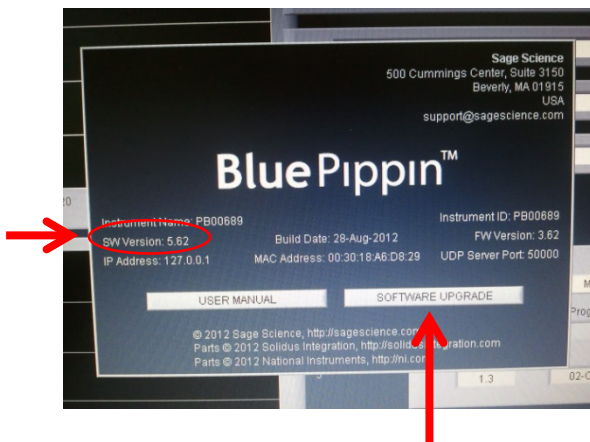 Sage Science
500 Cummings Center, Suite 3150
Beverly, MA 01915
USA
support@sagescience.com
BluePippin™
Instrument Name: PB00689
Instrument ID: PB00689
SW Version: 5.62
Build Date: 28-Aug-2012
FW Version: 3.62
IP Address: 127.0.0.1
MAC Address: 00:30:18:A6:D8:29
UDP Server Port: 50000
USER MANUAL
SOFTWARE UPGRADE
© 2012 Sage Science, http://sagescience.com
Parts © 2012 Solidus Integration, http://solidusintegration.com
Parts © 2012 National Instruments, http://ni.com
1.3